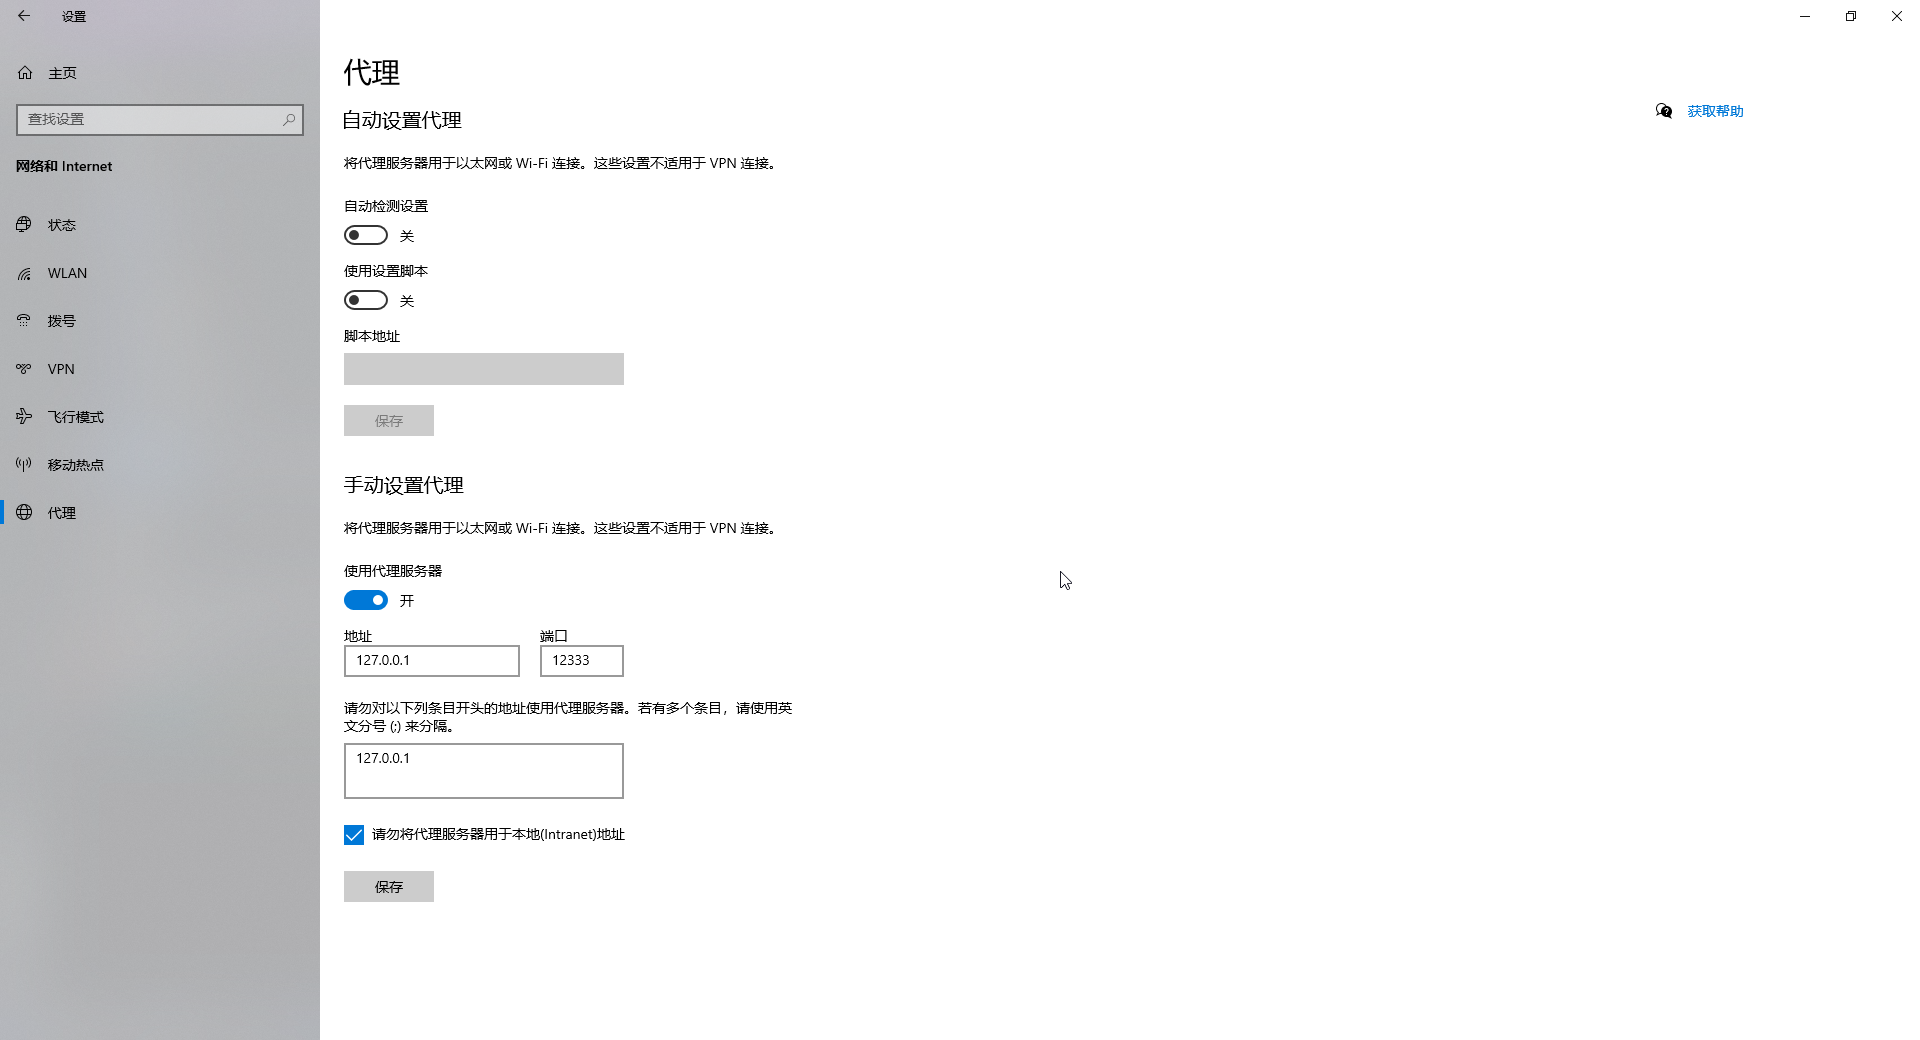 设置
主页
查找设置
网络和 Internet
状态
WLAN
拨号
VPN
飞行模式
移动热点
代理
代理
自动设置代理
获取帮助
将代理服务器用于以太网或 Wi-Fi 连接。这些设置不适用于 VPN 连接。
自动检测设置
关
使用设置脚本
关
脚本地址
保存
手动设置代理
将代理服务器用于以太网或 Wi-Fi 连接。这些设置不适用于 VPN 连接。
使用代理服务器
开
地址 端口
127.0.0.1 12333
请勿对以下列条目开头的地址使用代理服务器。若有多个条目，请使用英
文分号 (;) 来分隔。
127.0.0.1
请勿将代理服务器用于本地(Intranet)地址
保存